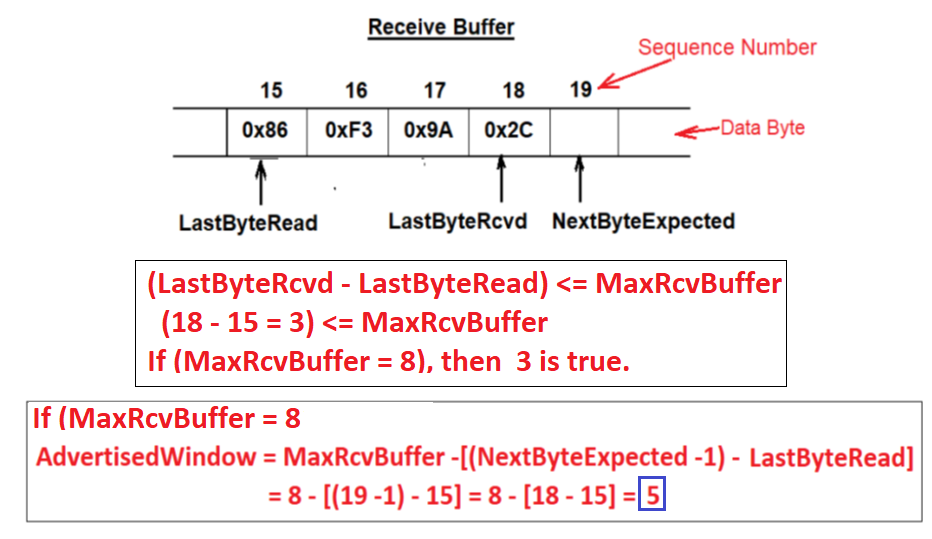 Receive Buffer
Sequence Number
15 16 17 18 19
0x86 0xF3 0x9A 0x2C
Data Byte
LastByteRead LastByteRcvd NextByteExpected
(LastByteRcvd - LastByteRead) <= MaxRcvBuffer
(18 - 15 = 3) <= MaxRcvBuffer
If (MaxRcvBuffer = 8), then 3 is true.
If (MaxRcvBuffer = 8
AdvertisedWindow = MaxRcvBuffer -[(NextByteExpected -1) - LastByteRead]
= 8 - [(19 -1) - 15] = 8 - [18 - 15] = 5